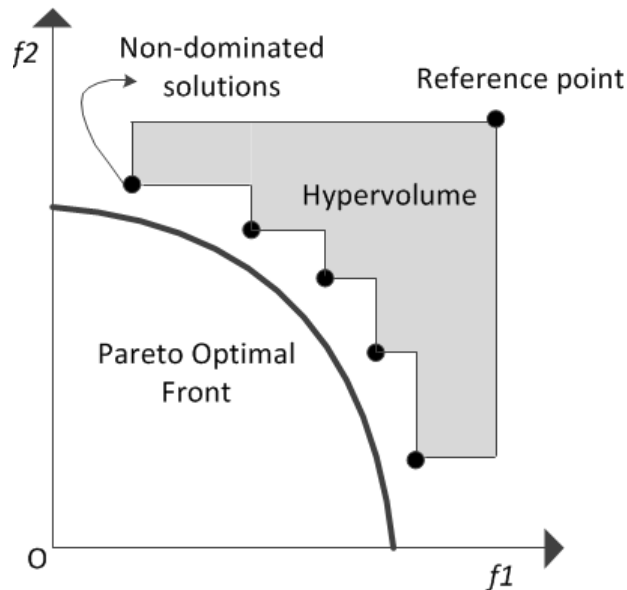 f2
Non-dominated
solutions
Reference point
Hypervolume
Pareto Optimal
Front
O
f1